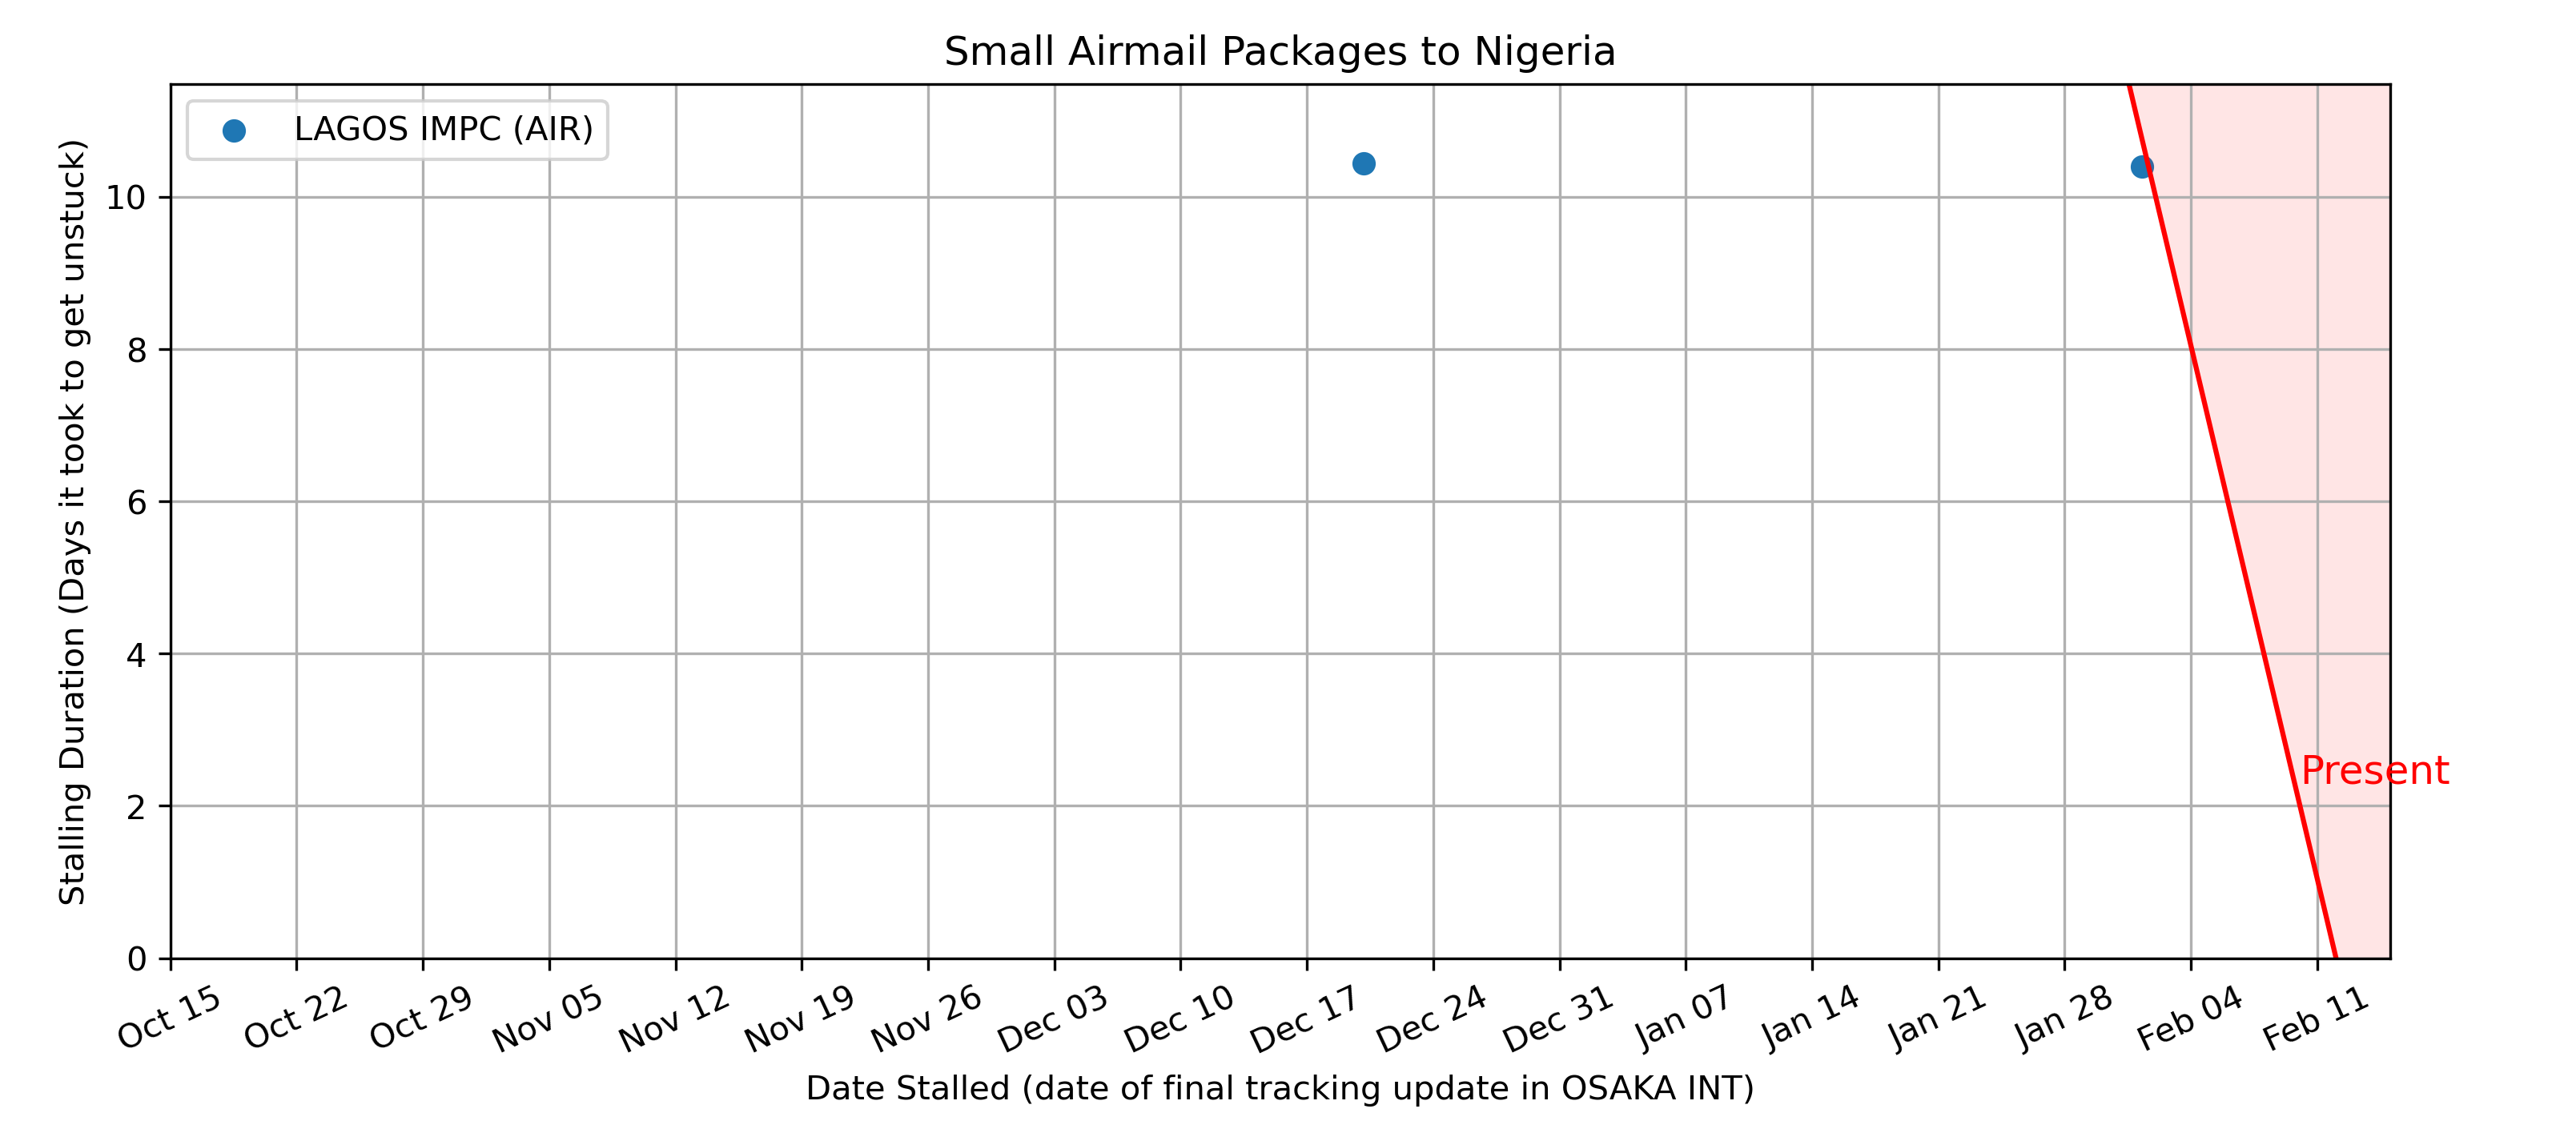 Small Airmail Packages to Nigeria
LAGOS IMPC (AIR)
Stalling Duration (Days it took to get unstuck)
10
8
6
4
2
0
Present
Oct 15
Oct 22
Oct 29
Nov 05
Nov 12
Nov 19
Nov 26
Dec 03
Dec 10
Dec 17
Dec 24
Dec 31
Jan 07
Jan 14
Jan 21
Jan 28
Feb 04
Feb 11
Date Stalled (date of final tracking update in OSAKA INT)